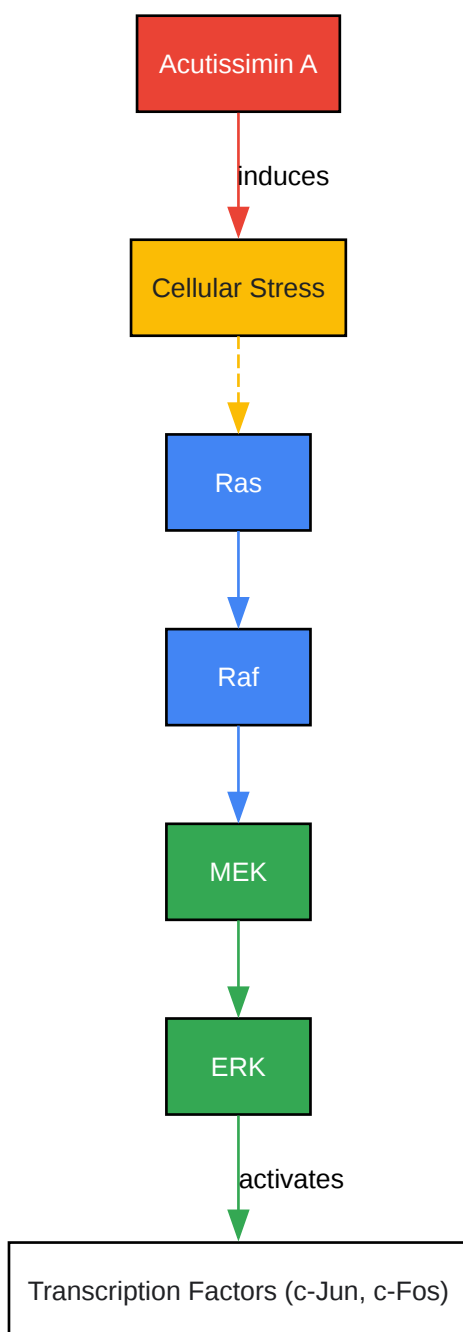 Acutissimin A
induces
Cellular Stress
Ras
Raf
MEK
ERK
activates
Transcription Factors (c-Jun, c-Fos)